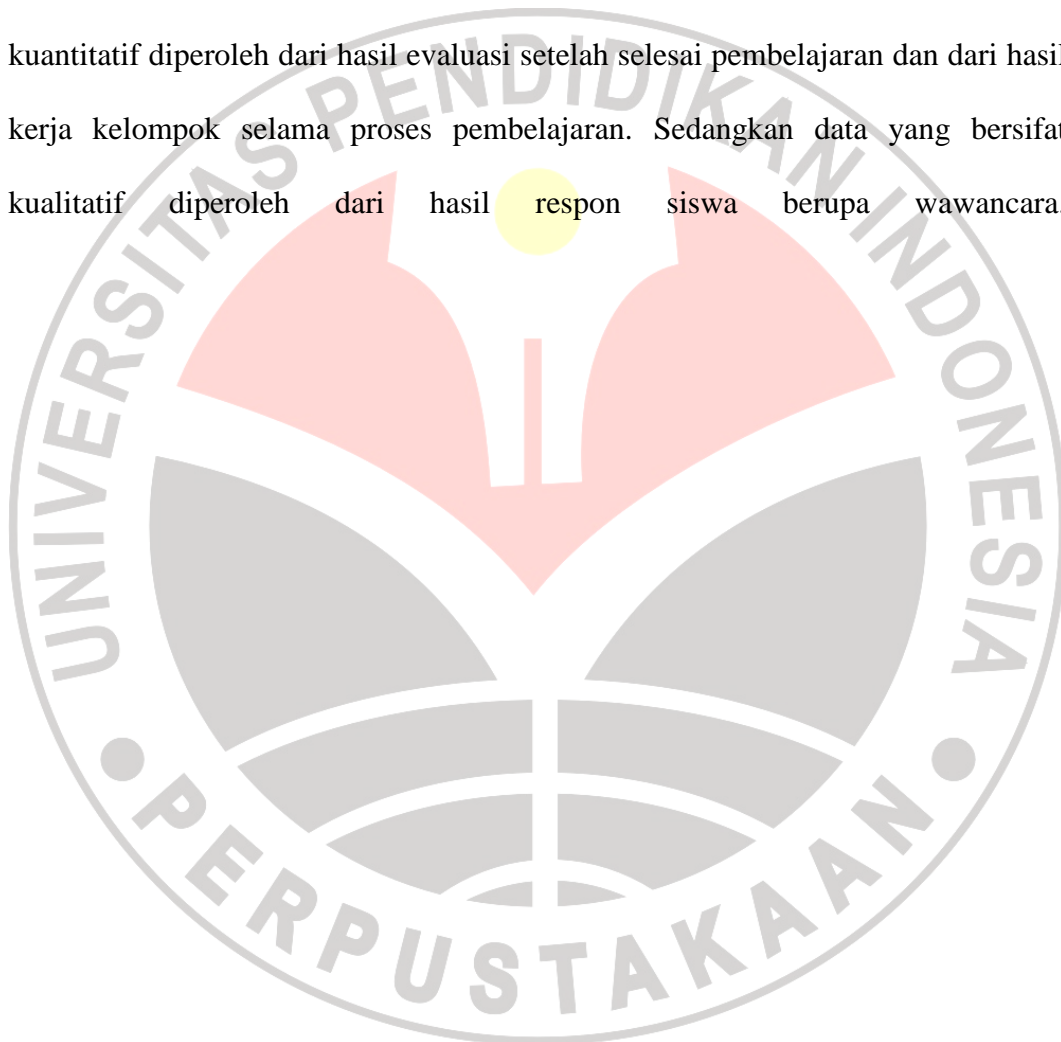 kuantitatif diperoleh dari hasil evaluasi setelah selesai pembelajaran dan dari hasil
kerja kelompok selama proses pembelajaran. Sedangkan data yang bersifat
kualitatif diperoleh dari hasil respon siswa berupa wawancara.
UNIVERSITAS PENDIDIKAN INDONESIA
PERPUSTAKAAN